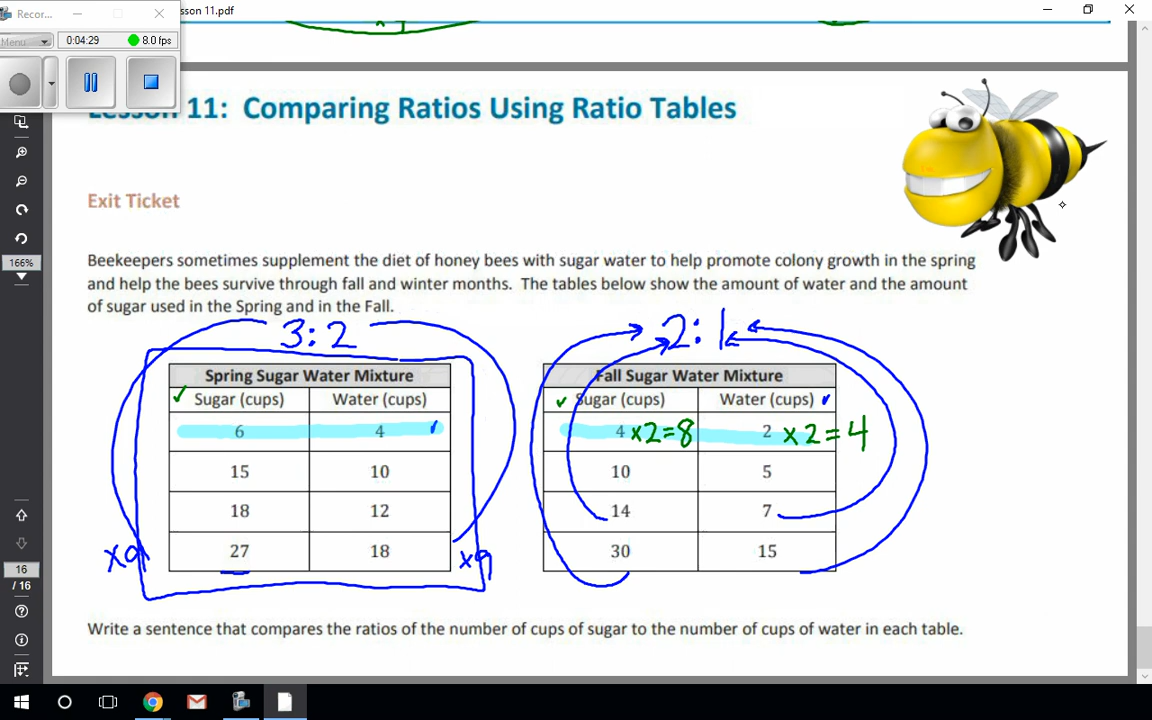 Recor...
sson 11.pdf
Menu
0:04:29
8.0 fps
Lesson 11: Comparing Ratios Using Ratio Tables
Exit Ticket
166%
Beekeepers sometimes supplement the diet of honey bees with sugar water to help promote colony growth in the spring
and help the bees survive through fall and winter months. The tables below show the amount of water and the amount
of sugar used in the Spring and in the Fall.
3:2
2:1
Spring Sugar Water Mixture
✓ Sugar (cups) Water (cups)
6 4
15 10
18 12
27 18
x9 x9
Fall Sugar Water Mixture
✓ Sugar (cups) Water (cups)
4 x2=8 2 x2=4
10 5
14 7
30 15
16
/ 16
Write a sentence that compares the ratios of the number of cups of sugar to the number of cups of water in each table.